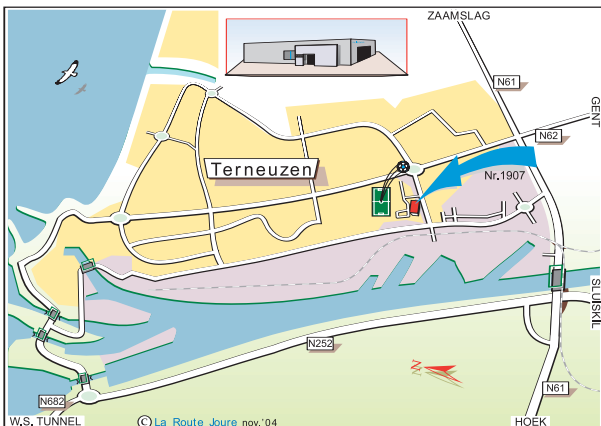 ZAAMSLAG
N61
GENT
N62
Terneuzen
Nr.1907
SLUISKIL
N252
N
Z
N61
N682
W.S. TUNNEL
© La Route Joure nov.'04
HOEK